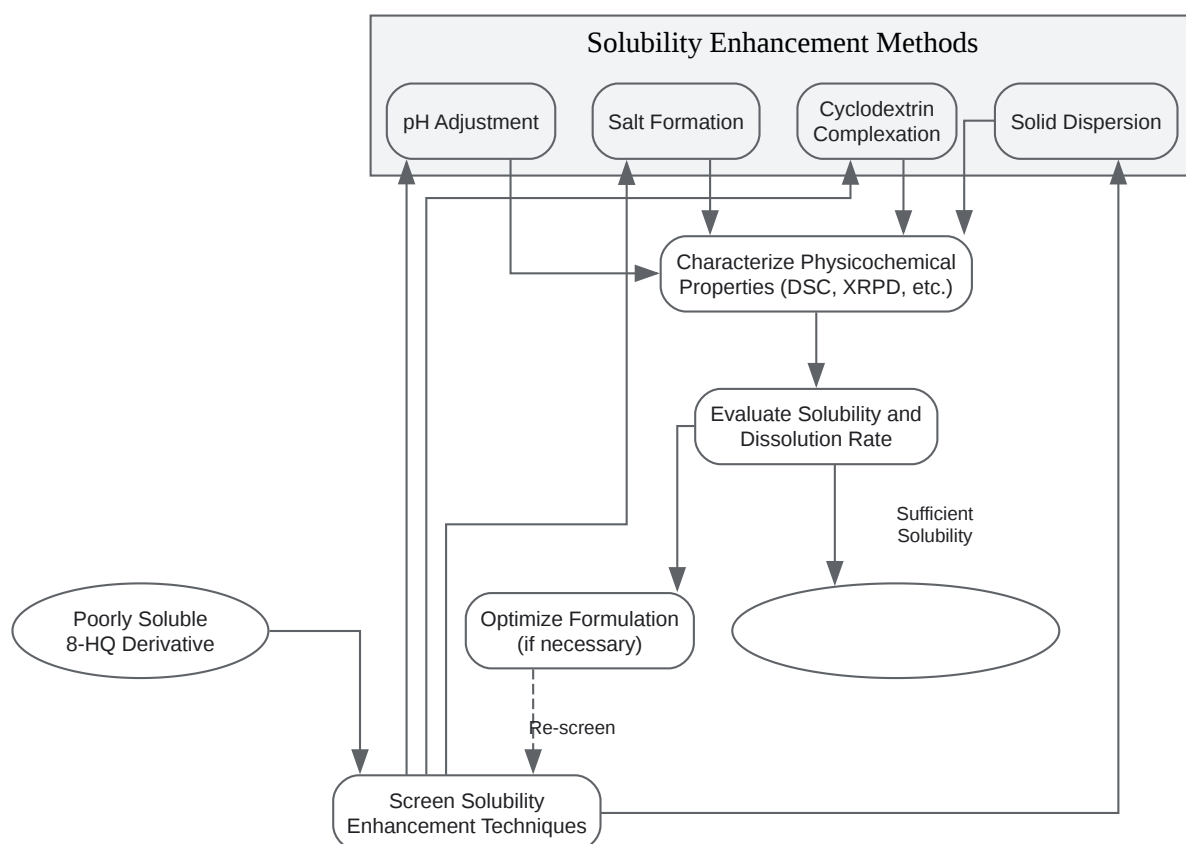 Solubility Enhancement Methods
pH Adjustment
Salt Formation
Cyclodextrin
Complexation
Solid Dispersion
Characterize Physicochemical
Properties (DSC, XRPD, etc.)
Evaluate Solubility and
Dissolution Rate
Sufficient
Solubility
Poorly Soluble
8-HQ Derivative
Optimize Formulation
(if necessary)
Re-screen
Screen Solubility
Enhancement Techniques